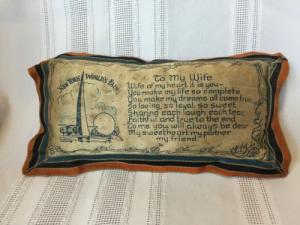 New York World's Fair
To My Wife
Wife of my heart it is you—
You make my life so complete
You make my dreams all come true
So loving, so loyal, so sweet
Sharing each laugh each tear
Faithful and true to the end
To me you will always be dear
My sweetheart my partner
my friend